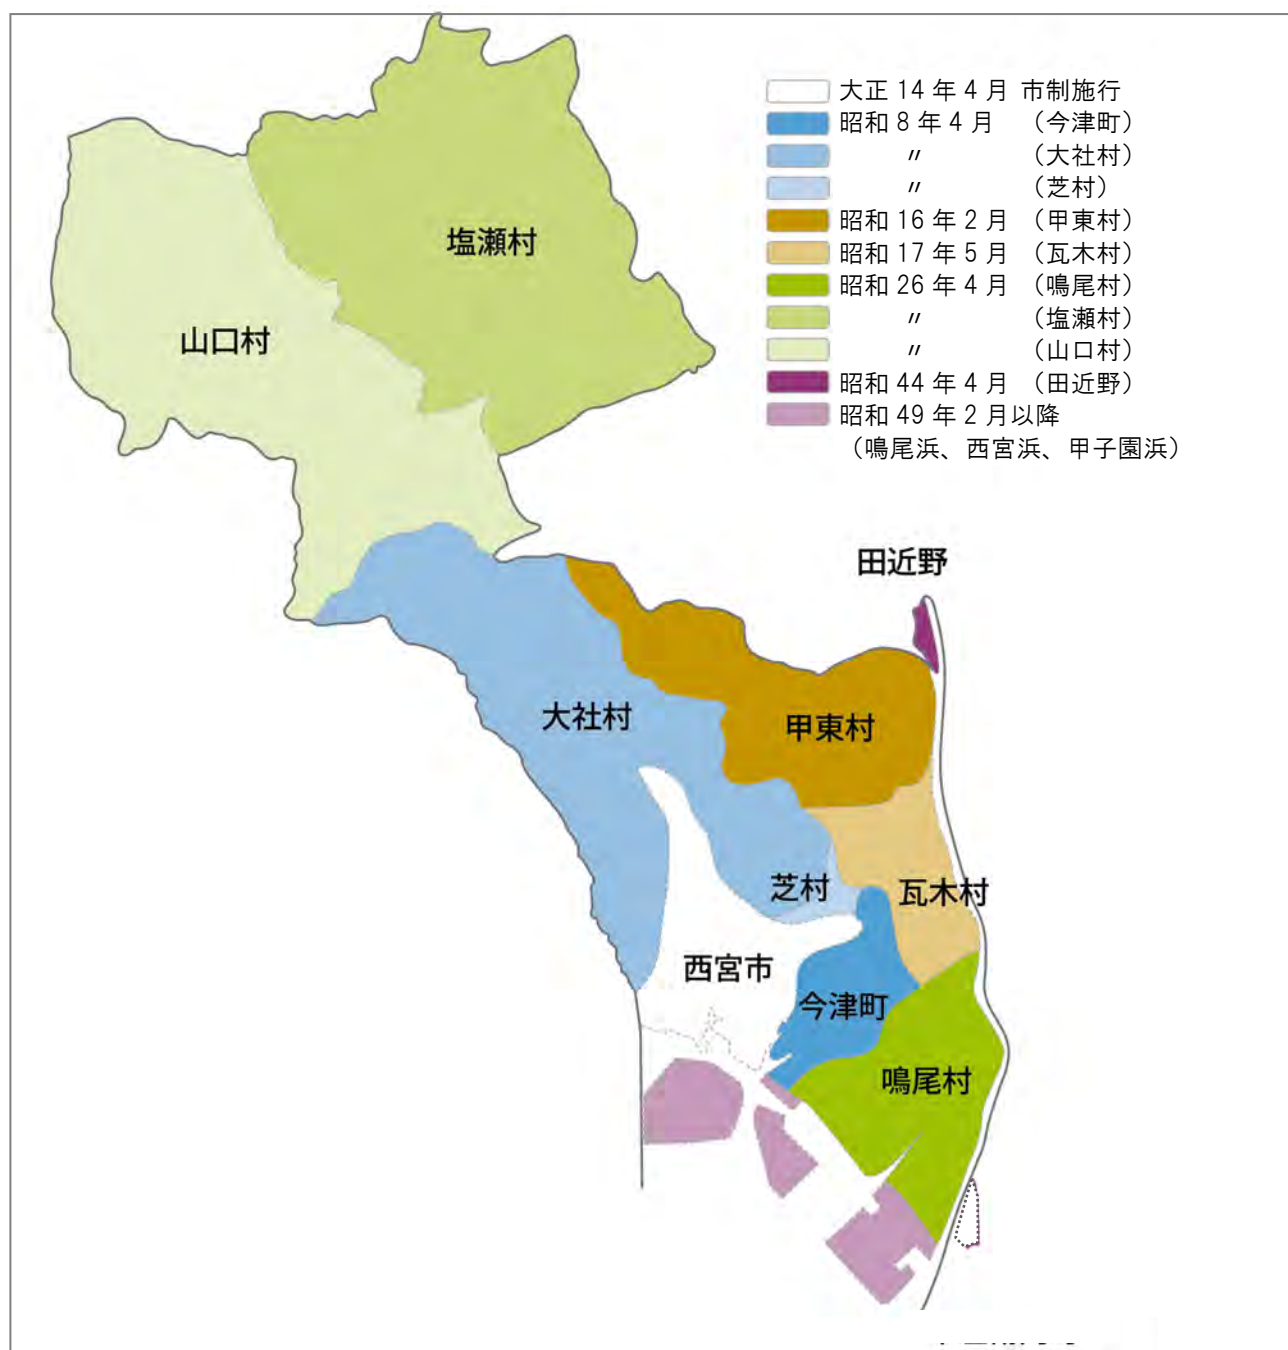 大正 14 年 4 月 市制施行
昭和 8 年 4 月 （今津町）
〃 （大社村）
〃 （芝村）
昭和 16 年 2 月 （甲東村）
昭和 17 年 5 月 （瓦木村）
昭和 26 年 4 月 （鳴尾村）
〃 （塩瀬村）
〃 （山口村）
昭和 44 年 4 月 （田近野）
昭和 49 年 2 月以降
（鳴尾浜、西宮浜、甲子園浜）
塩瀬村
山口村
田近野
大社村
甲東村
芝村
瓦木村
西宮市
今津町
鳴尾村